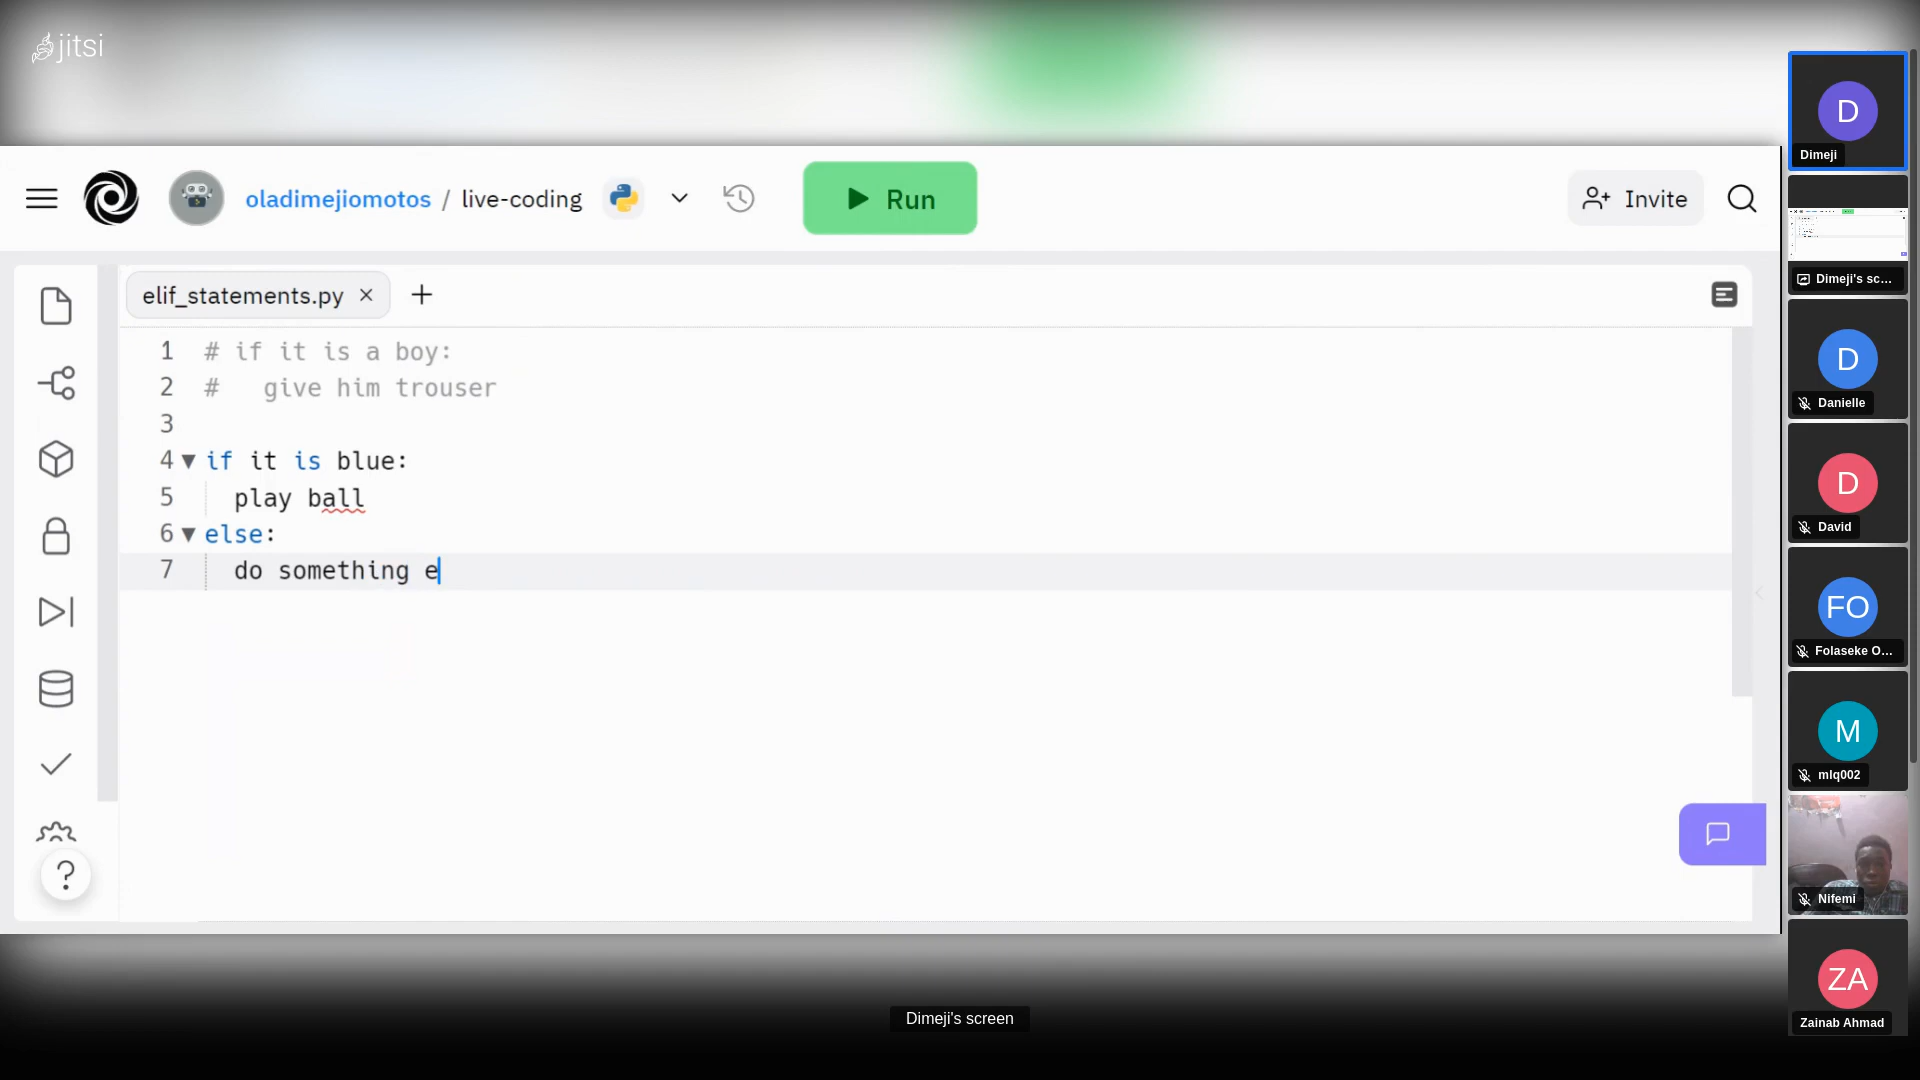 jitsi
oladimejiomotos / live-coding
Run
Invite
elif_statements.py × +
1 # if it is a boy:
2 #   give him trouser
3
4 if it is blue:
5   play ball
6 else:
7   do something e
?
Dimeji's screen
D
Dimeji
Dimeji's sc...
D
Danielle
D
David
FO
Folaseke O...
M
mlq002
Nifemi
ZA
Zainab Ahmad